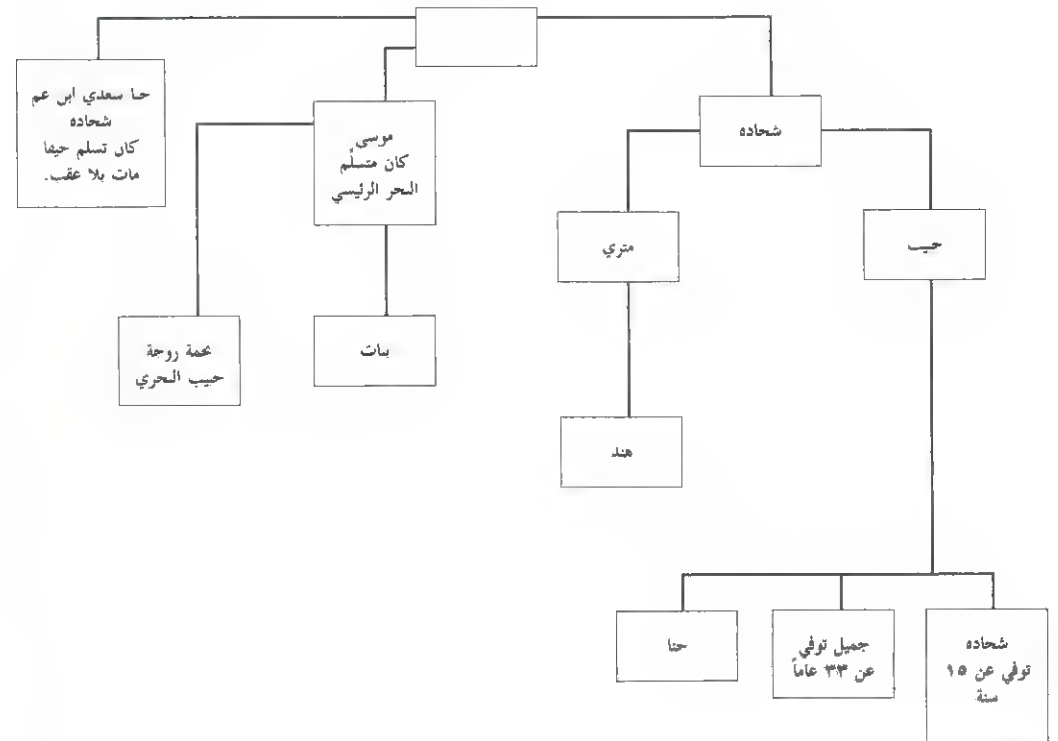 شحاده
حنا سعدي ابن عم
شحاده
كان تسلم حيفا
مات بلا عقب.
موسى
كان متسلّم
البحر الرئيسي
حبيب
متري
بنات
نجمة زوجة
حبيب البحري
هند
شحاده
توفي عن ١٥
سنة
جميل توفي
عن ٣٣ عاماً
حنا